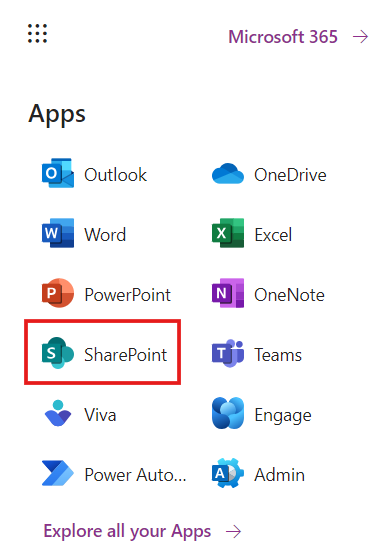 Microsoft 365 →
Apps
Outlook OneDrive
Word Excel
PowerPoint OneNote
SharePoint Teams
Viva Engage
Power Auto... Admin
Explore all your Apps →